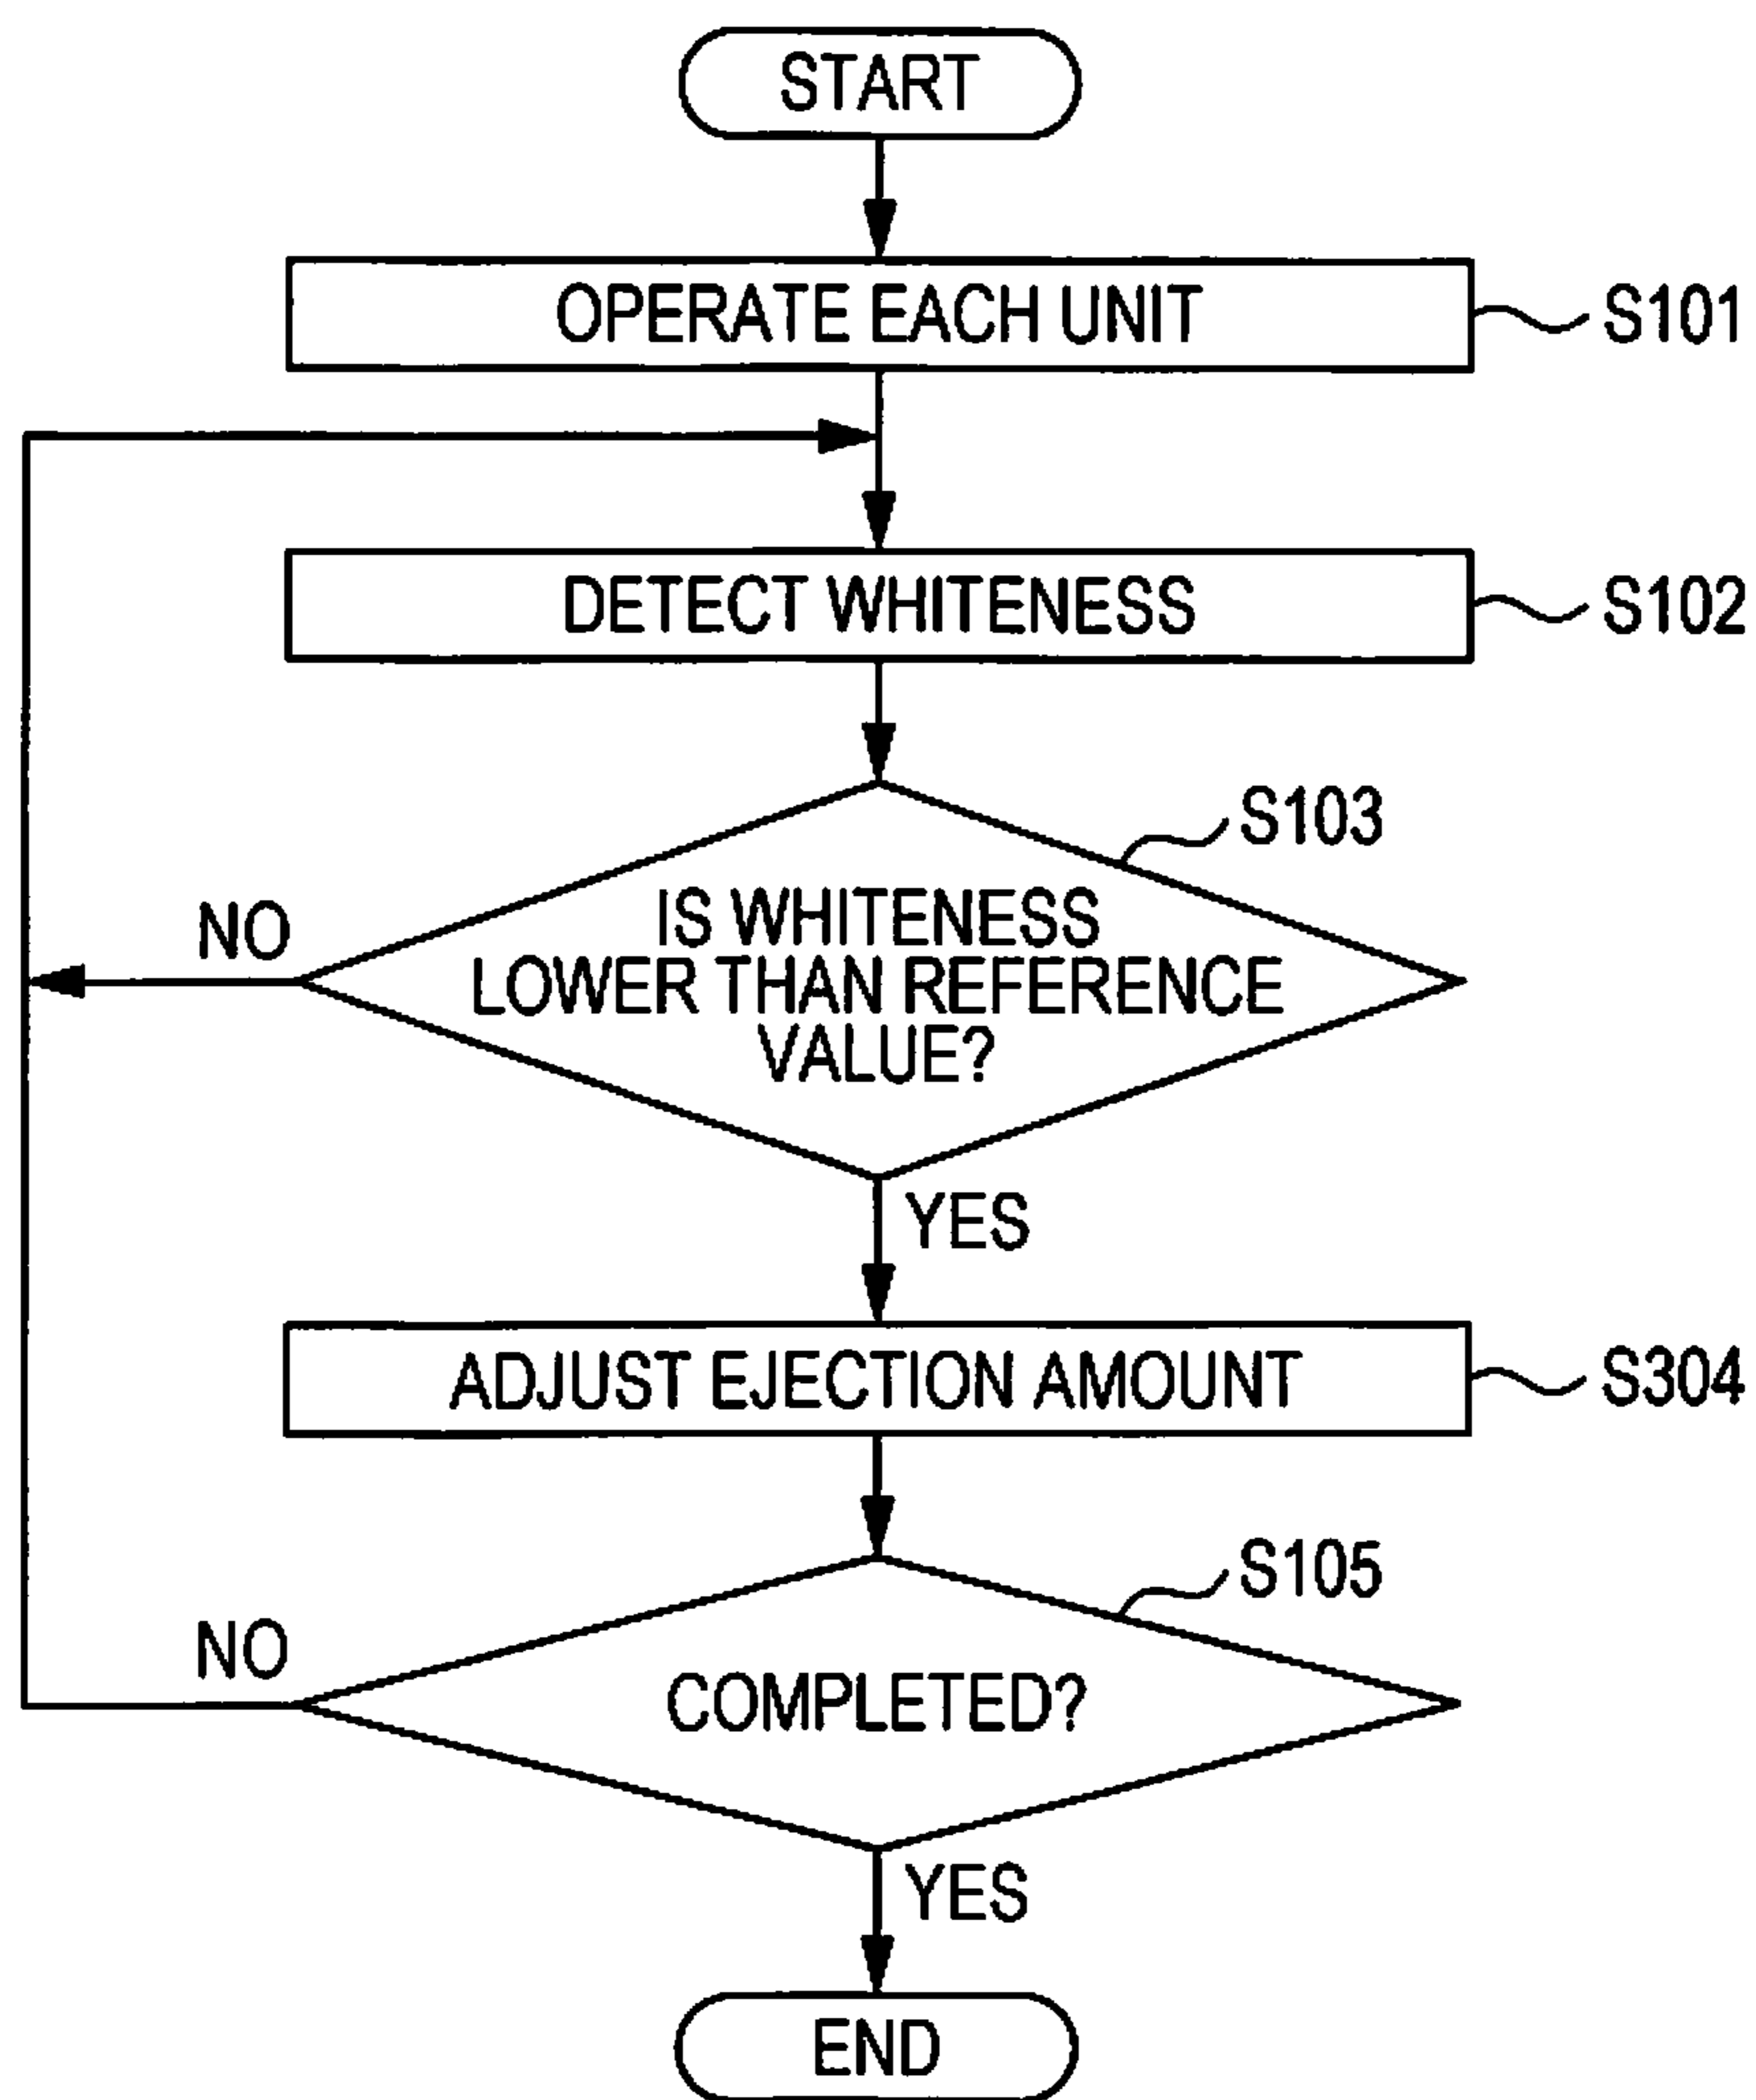 START
OPERATE EACH UNIT
S101
DETECT WHITENESS
S102
S103
IS WHITENESS
LOWER THAN REFERENCE
VALUE?
NO
YES
ADJUST EJECTION AMOUNT
S304
S105
COMPLETED?
NO
YES
END